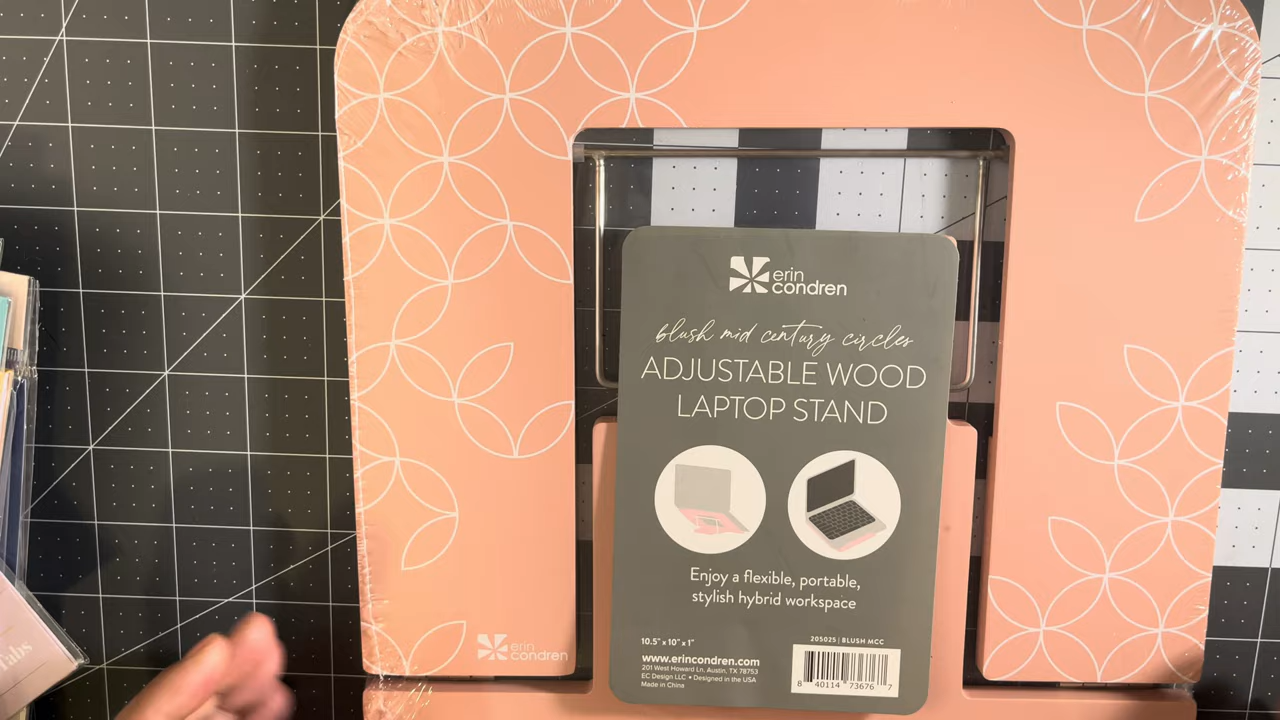 erin
condren
blush mid century circles
ADJUSTABLE WOOD
LAPTOP STAND
Enjoy a flexible, portable,
stylish hybrid workspace
10.5" x 10" x 1"
www.erincondren.com
201 West Howard Ln, Austin, TX 78753
EC Design LLC • Designed in the USA
Made in China
205025 | BLUSH MCC
8 40114 73676 7
erin
condren
Tabs